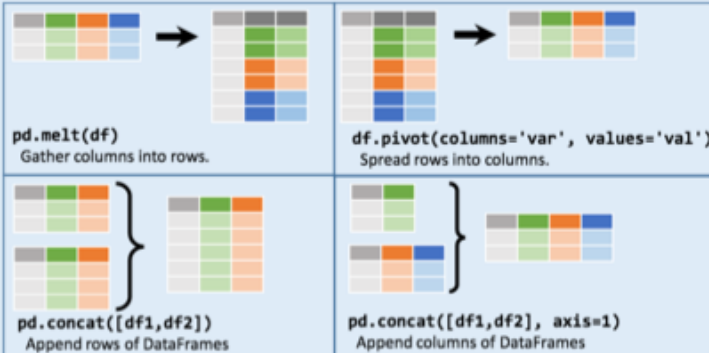 pd.melt(df)
Gather columns into rows.
df.pivot(columns='var', values='val')
Spread rows into columns.
pd.concat([df1,df2])
Append rows of DataFrames
pd.concat([df1,df2], axis=1)
Append columns of DataFrames